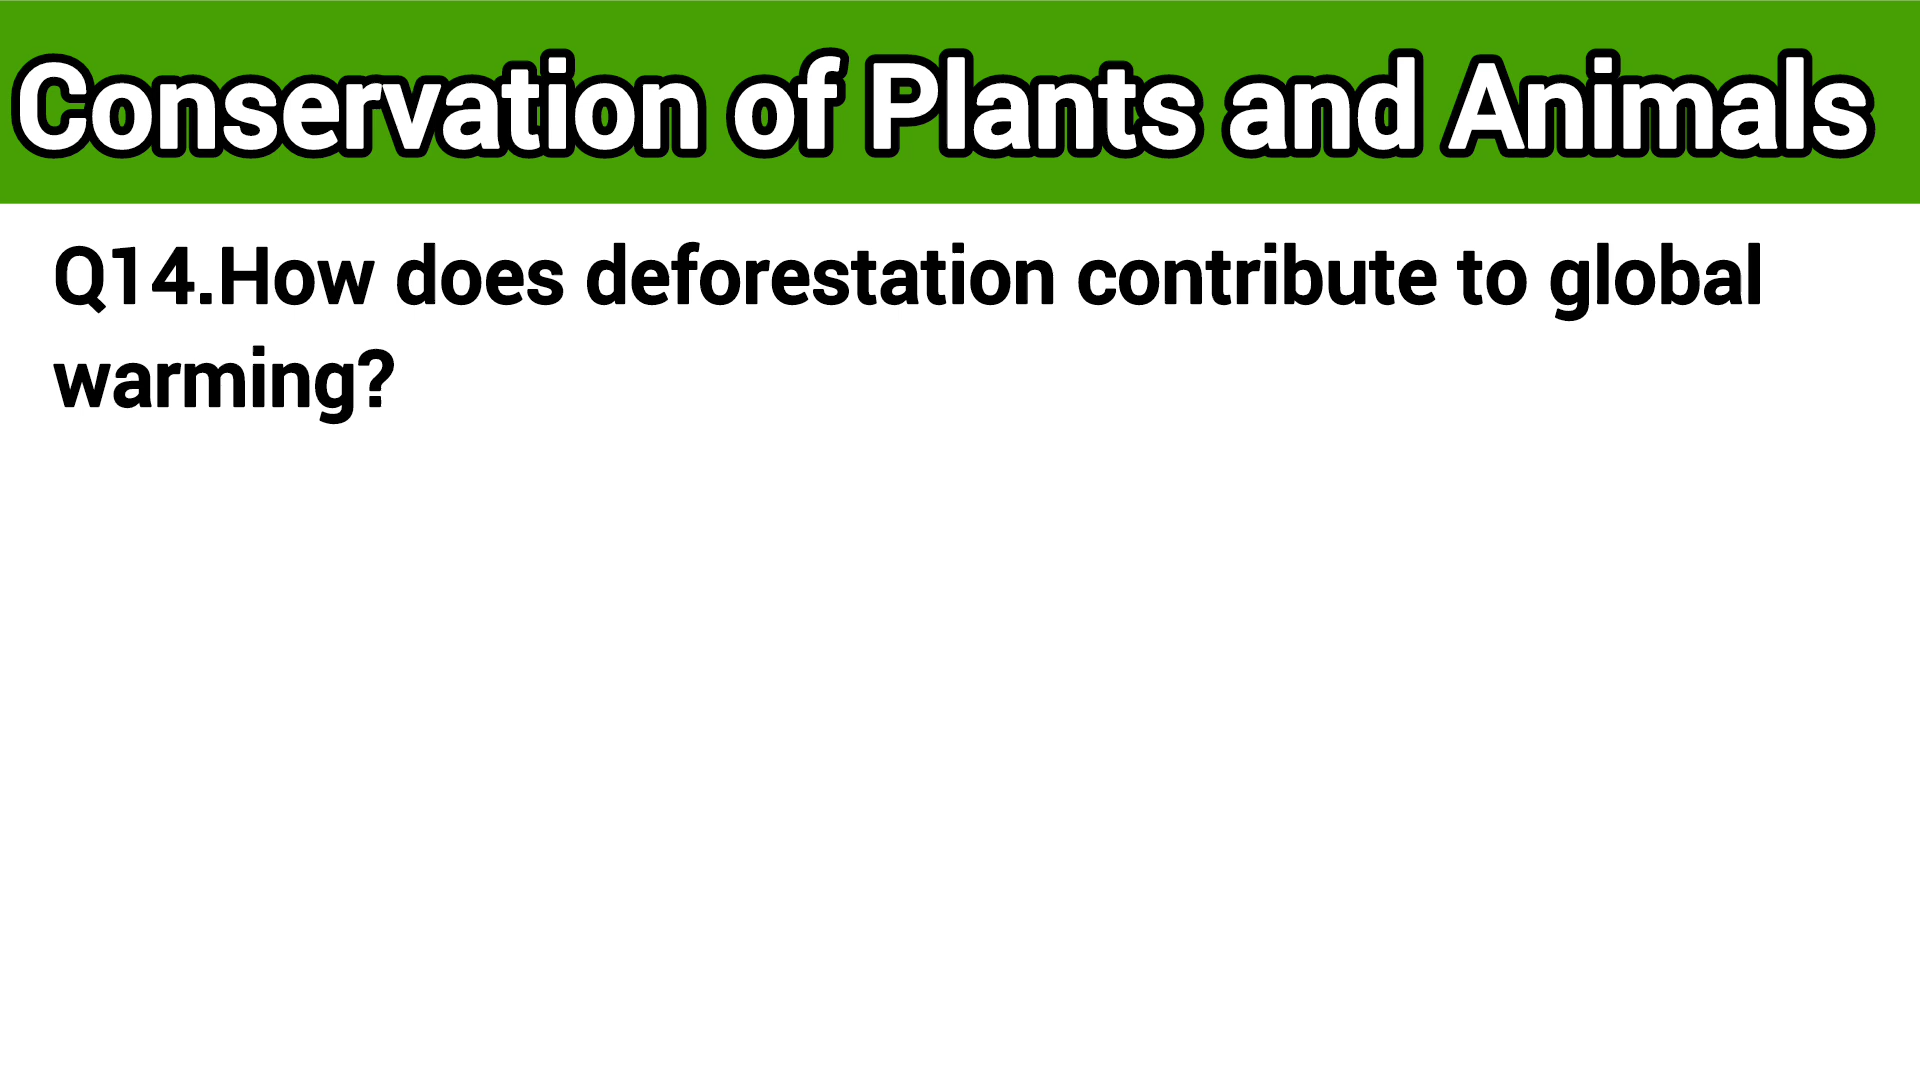 Conservation of Plants and Animals
Q14.How does deforestation contribute to global
warming?